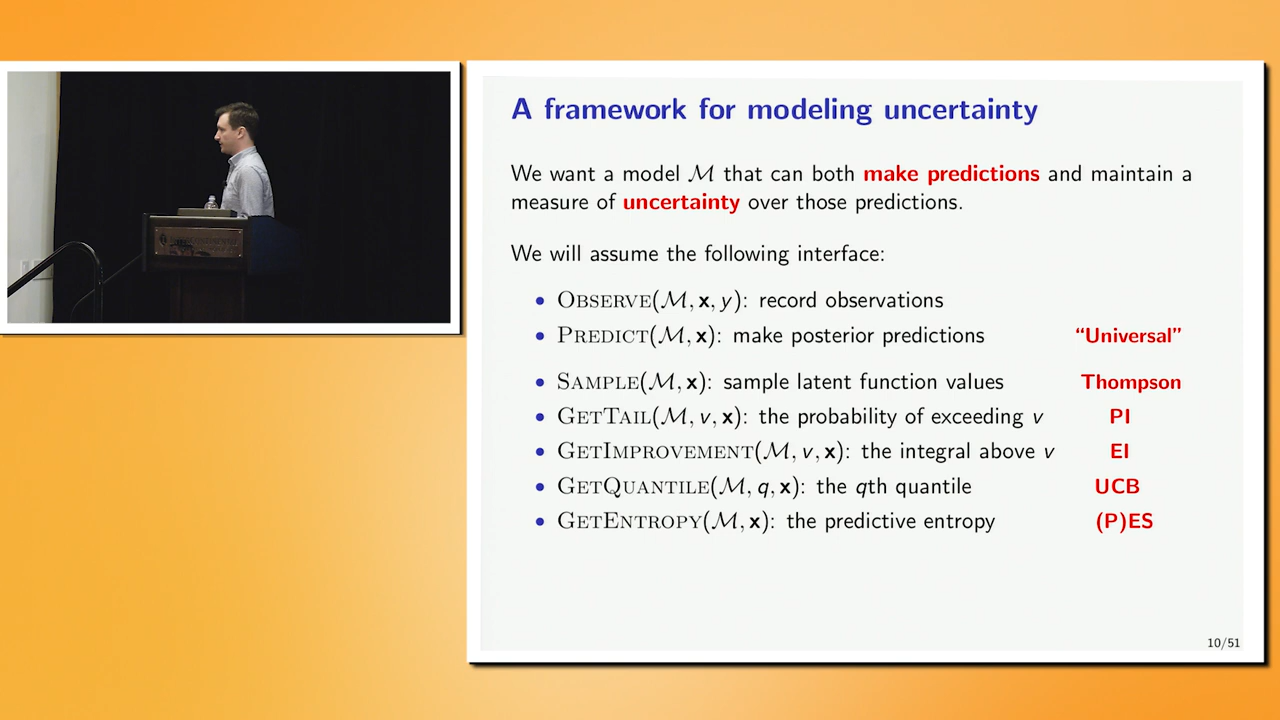 A framework for modeling uncertainty
We want a model M that can both make predictions and maintain a
measure of uncertainty over those predictions.
We will assume the following interface:
• OBSERVE(M, x, y): record observations
• PREDICT(M, x): make posterior predictions "Universal"
• SAMPLE(M, x): sample latent function values Thompson
• GETTAIL(M, v, x): the probability of exceeding v PI
• GETIMPROVEMENT(M, v, x): the integral above v EI
• GETQUANTILE(M, q, x): the qth quantile UCB
• GETENTROPY(M, x): the predictive entropy (P)ES
10/51